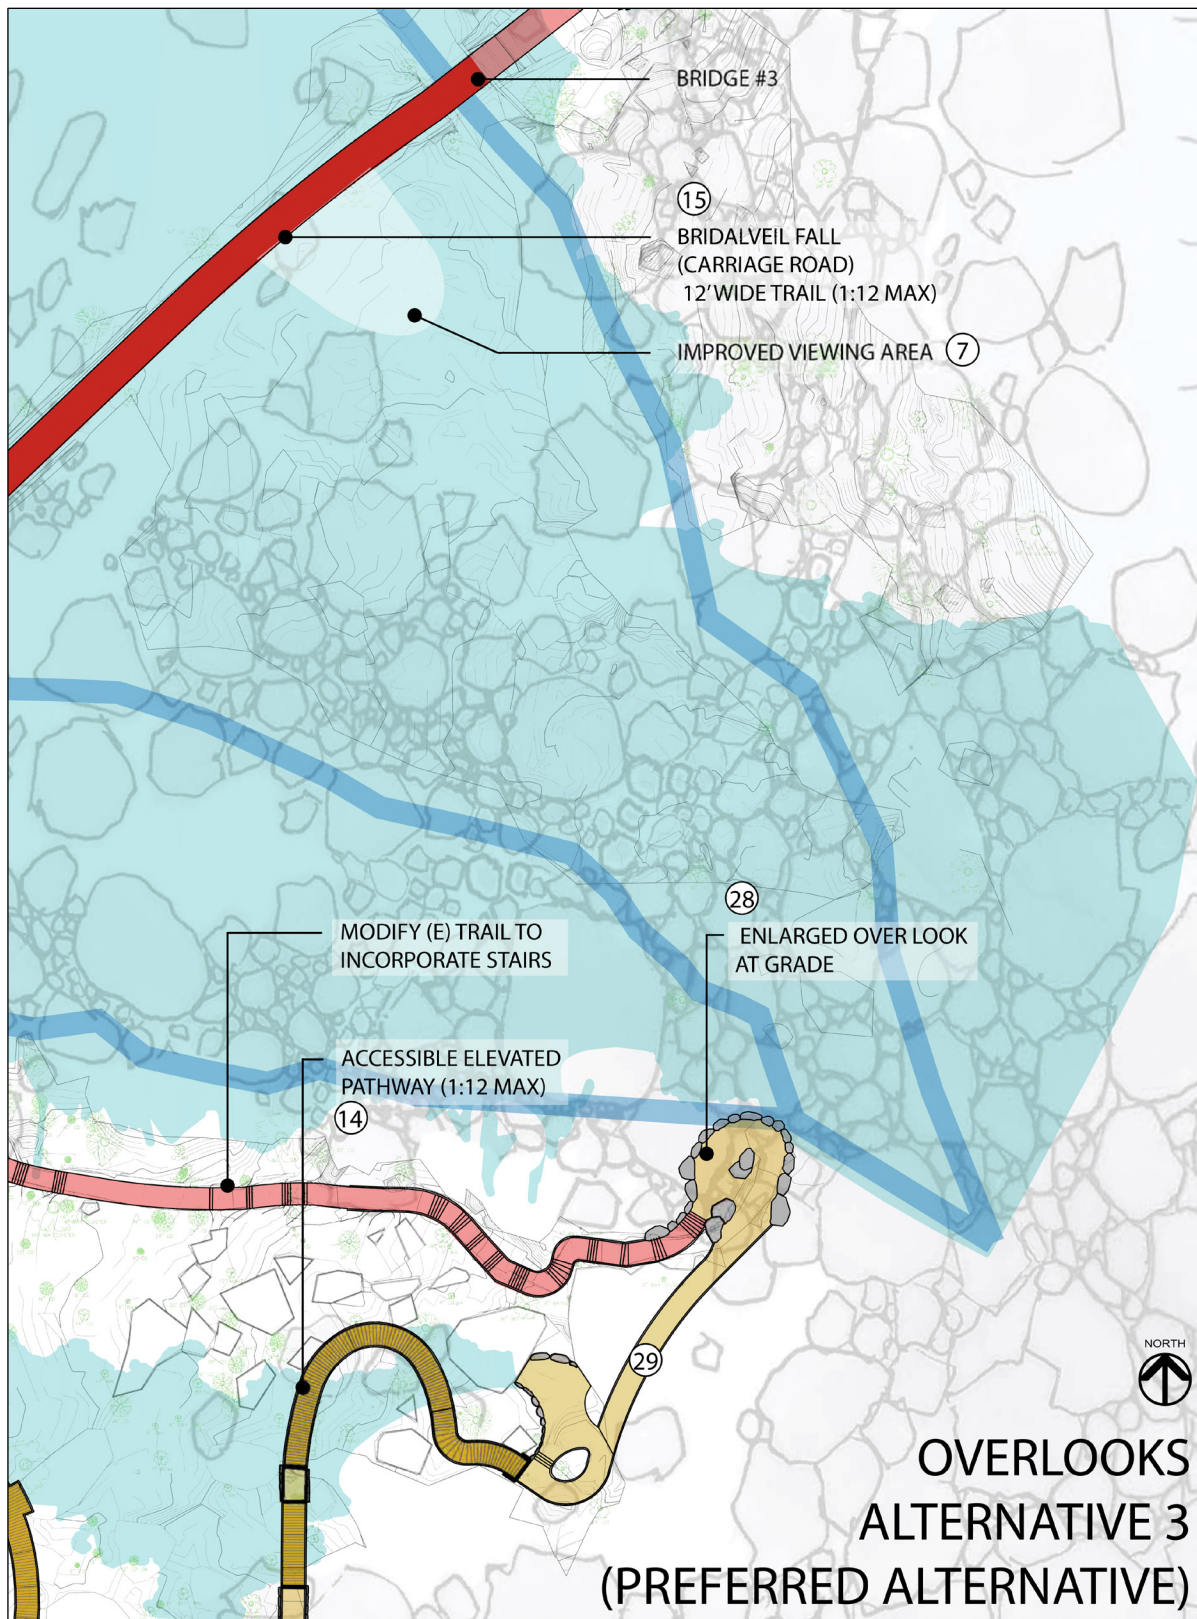 BRIDGE #3
15
BRIDALVEIL FALL
(CARRIAGE ROAD)
12' WIDE TRAIL (1:12 MAX)
IMPROVED VIEWING AREA 7
28
MODIFY (E) TRAIL TO
INCORPORATE STAIRS
ENLARGED OVER LOOK
AT GRADE
ACCESSIBLE ELEVATED
PATHWAY (1:12 MAX)
14
29
NORTH
OVERLOOKS
ALTERNATIVE 3
(PREFERRED ALTERNATIVE)